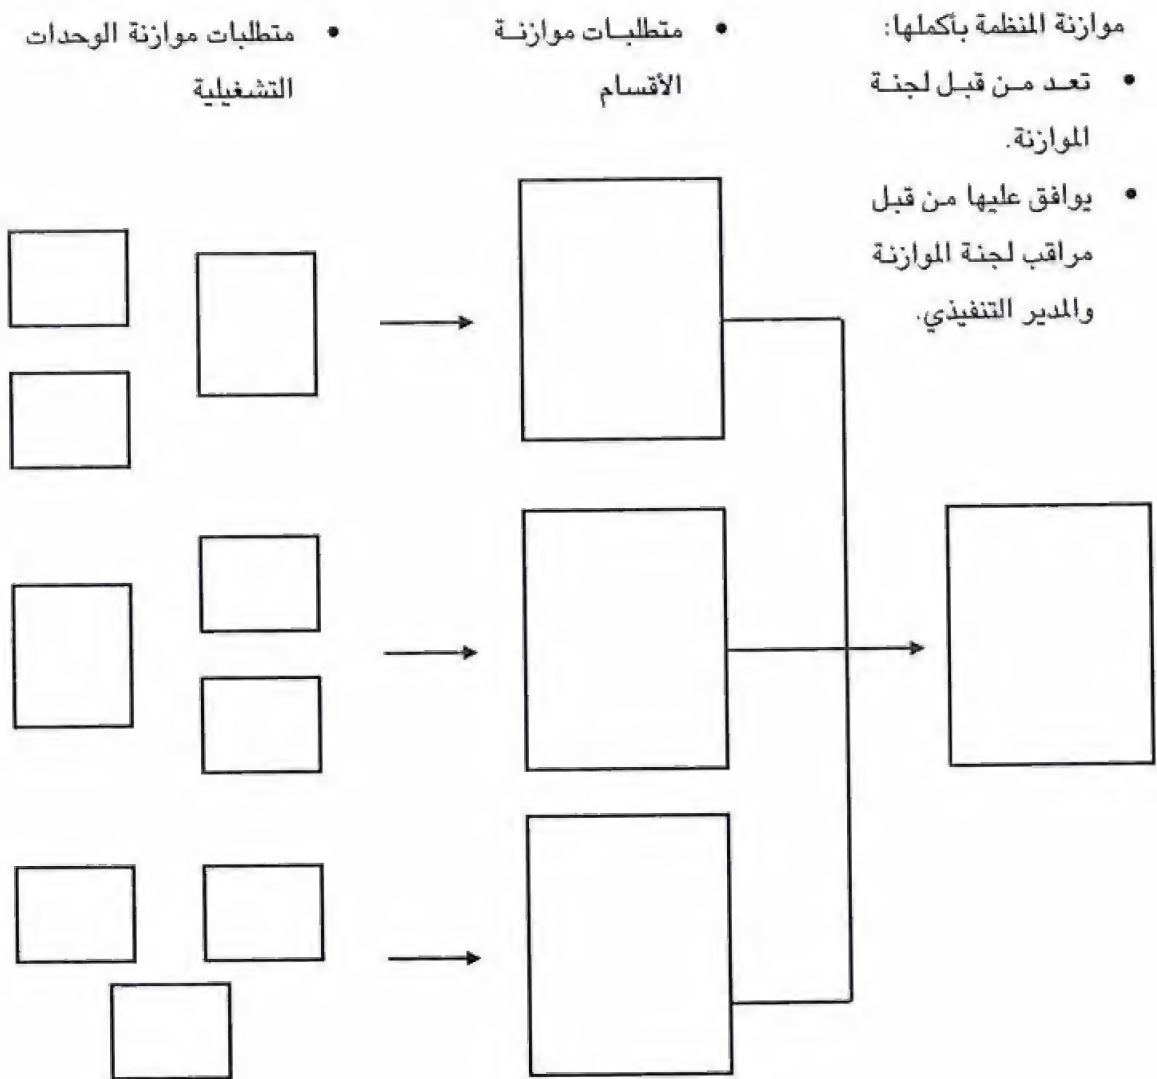 موازنة المنظمة بأكملها:
• تعد من قبل لجنة
الموازنة.
• يوافق عليها من قبل
مراقب لجنة الموازنة
والمدير التنفيذي.
• متطلبات موازنة
الأقسام
• متطلبات موازنة الوحدات
التشغيلية